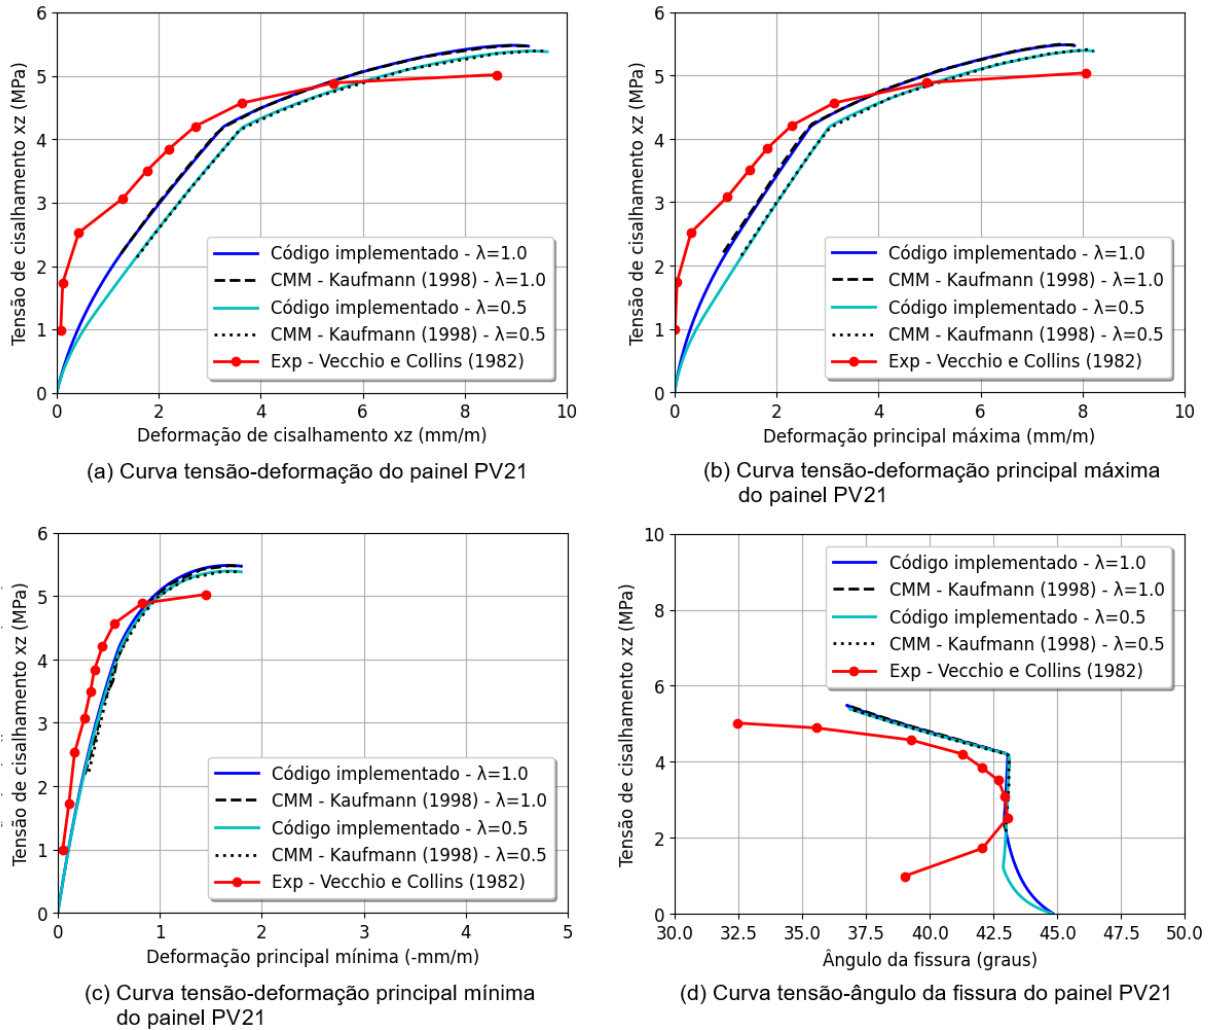 6
5
4
3
2
1
0
Tensão de cisalhamento xz (MPa)
Código implementado - λ=1.0
CMM - Kaufmann (1998) - λ=1.0
Código implementado - λ=0.5
CMM - Kaufmann (1998) - λ=0.5
Exp - Vecchio e Collins (1982)
0 2 4 6 8 10
Deformação de cisalhamento xz (mm/m)
(a) Curva tensão-deformação do painel PV21
6
5
4
3
2
1
0
Tensão de cisalhamento xz (MPa)
Código implementado - λ=1.0
CMM - Kaufmann (1998) - λ=1.0
Código implementado - λ=0.5
CMM - Kaufmann (1998) - λ=0.5
Exp - Vecchio e Collins (1982)
0 2 4 6 8 10
Deformação principal máxima (mm/m)
(b) Curva tensão-deformação principal máxima
do painel PV21
6
5
4
3
2
1
0
Tensão de cisalhamento xz (MPa)
Código implementado - λ=1.0
CMM - Kaufmann (1998) - λ=1.0
Código implementado - λ=0.5
CMM - Kaufmann (1998) - λ=0.5
Exp - Vecchio e Collins (1982)
0 1 2 3 4 5
Deformação principal mínima (-mm/m)
(c) Curva tensão-deformação principal mínima
do painel PV21
10
8
6
4
2
0
Tensão de cisalhamento xz (MPa)
Código implementado - λ=1.0
CMM - Kaufmann (1998) - λ=1.0
Código implementado - λ=0.5
CMM - Kaufmann (1998) - λ=0.5
Exp - Vecchio e Collins (1982)
30.0 32.5 35.0 37.5 40.0 42.5 45.0 47.5 50.0
Ângulo da fissura (graus)
(d) Curva tensão-ângulo da fissura do painel PV21